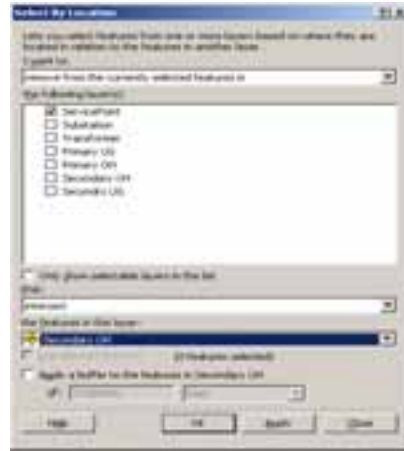 Select By Location
Lets you select features from one or more layers based on where they are
located in relation to the features in another layer.
I want to:
remove from the currently selected features in
the following layer(s):
ServicePoint
Substation
Transformer
Primary UG
Primary OH
Secondary OH
Secondry UG
Only show selectable layers in the list
that:
intersect
the features in this layer:
Secondary OH
(0 features selected)
Apply a buffer to the features in Secondary OH
of:
Help
OK
Apply
Close